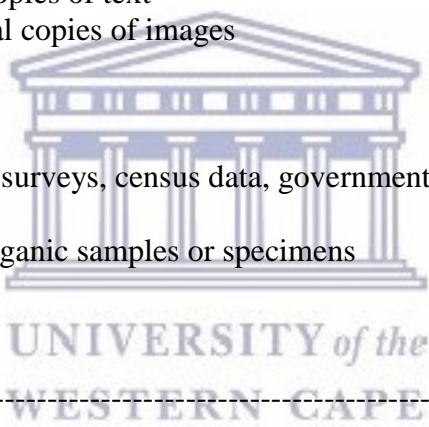 opies of text
al copies of images
surveys, census data, government
ganic samples or specimens
UNIVERSITY of the
WESTERN CAPE